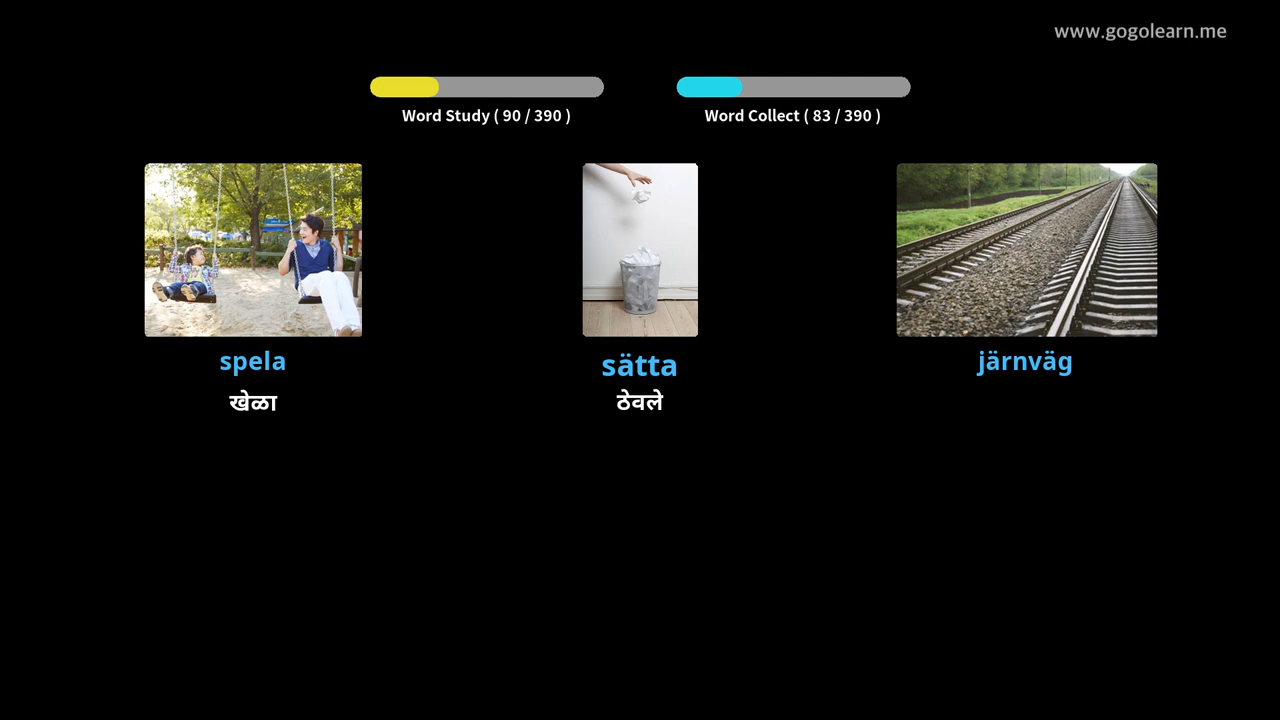 www.gogolearn.me
Word Study ( 90 / 390 )
Word Collect ( 83 / 390 )
spela
sätta
järnväg
खेळा
ठेवले